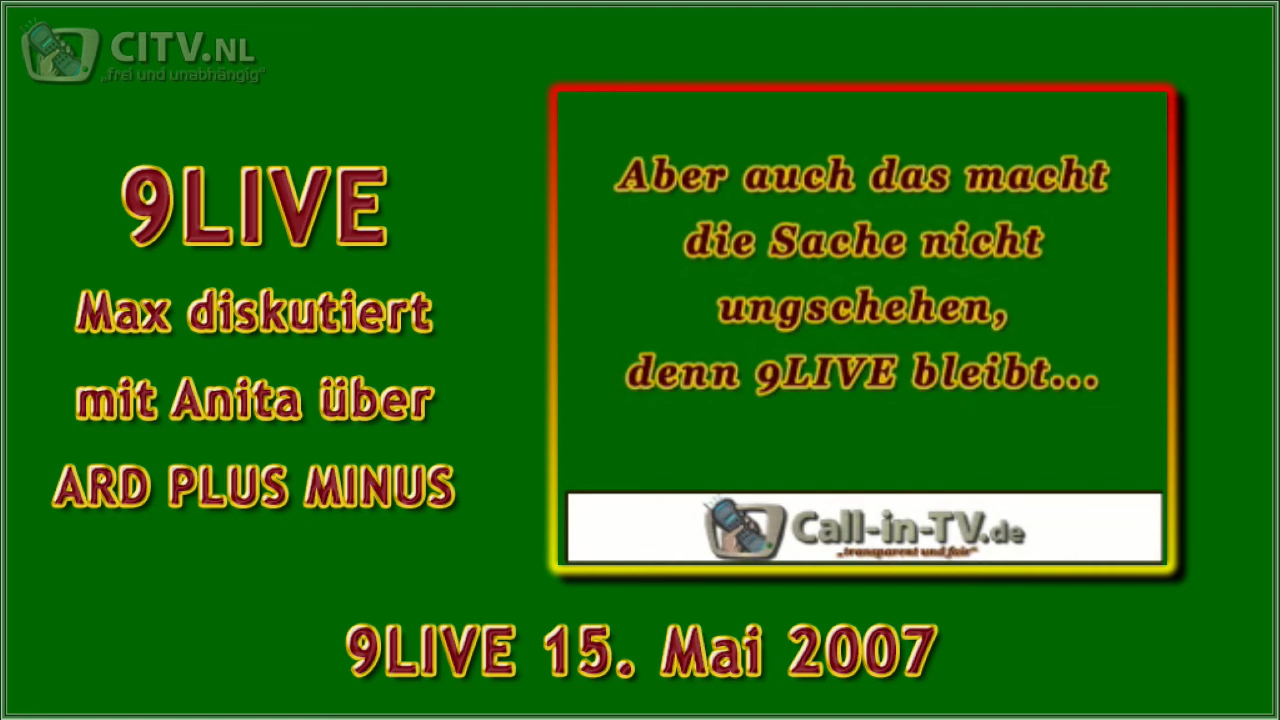 CITV.NL
„frei und unabhängig“
9LIVE
Max diskutiert
mit Anita über
ARD PLUS MINUS
Aber auch das macht
die Sache nicht
ungschehen,
denn 9LIVE bleibt...
Call-in-TV.de
„transparent und fair“
9LIVE 15. Mai 2007